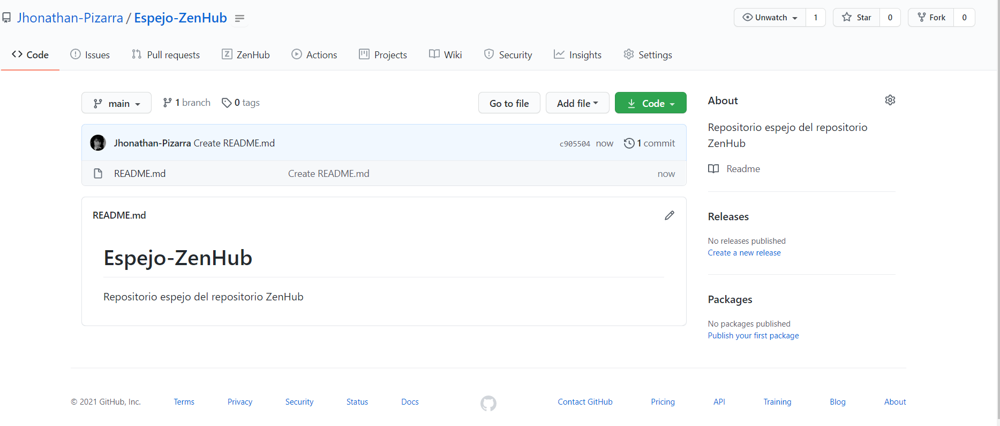 Jhonathan-Pizarra / Espejo-ZenHub
Unwatch 1 Star 0 Fork 0
Code Issues Pull requests ZenHub Actions Projects Wiki Security Insights Settings
main 1 branch 0 tags Go to file Add file Code
Jhonathan-Pizarra Create README.md c905504 now 1 commit
README.md Create README.md now
README.md
Espejo-ZenHub
Repositorio espejo del repositorio ZenHub
About
Repositorio espejo del repositorio
ZenHub
Readme
Releases
No releases published
Create a new release
Packages
No packages published
Publish your first package
© 2021 GitHub, Inc. Terms Privacy Security Status Docs Contact GitHub Pricing API Training Blog About